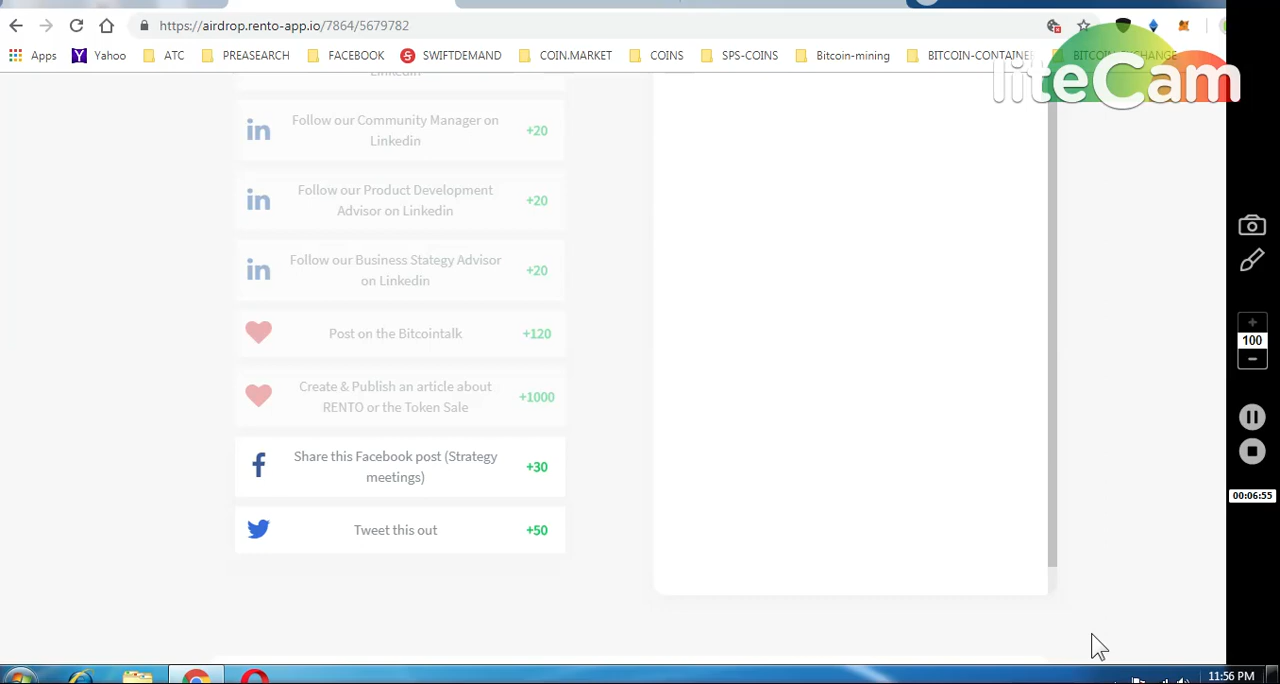 https://airdrop.rento-app.io/7864/5679782
Apps Yahoo ATC PREASEARCH FACEBOOK SWIFTDEMAND COIN.MARKET COINS SPS-COINS Bitcoin-mining BITCOIN-CONTAINE BITCOIN-EXCHANGE
liteCam
Linkedin
Follow our Community Manager on
Linkedin
+20
Follow our Product Development
Advisor on Linkedin
+20
Follow our Business Stategy Advisor
on Linkedin
+20
Post on the Bitcointalk +120
Create & Publish an article about
RENTO or the Token Sale
+1000
Share this Facebook post (Strategy
meetings)
+30
Tweet this out +50
100
00:06:55
11:56 PM